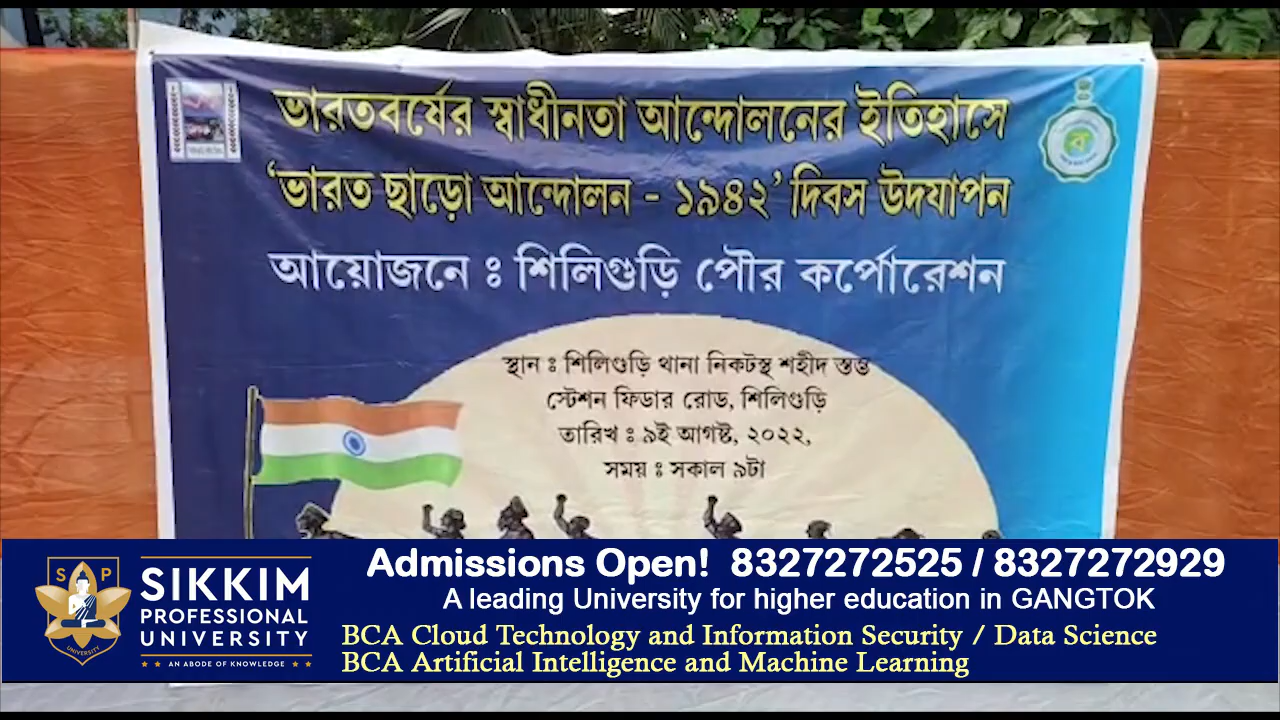 ভারতবর্ষের স্বাধীনতা আন্দোলনের ইতিহাসে
'ভারত ছাড়ো আন্দোলন - ১৯৪২' দিবস উদযাপন
আয়োজনে ঃ শিলিগুড়ি পৌর কর্পোরেশন
স্থান ঃ শিলিগুড়ি থানা নিকটস্থ শহীদ স্তম্ভ
স্টেশন ফিডার রোড, শিলিগুড়ি
তারিখ ঃ ৯ই আগষ্ট, ২০২২,
সময় ঃ সকাল ৯টা
S P
UNIVERSITY
SIKKIM
PROFESSIONAL
UNIVERSITY
AN ABODE OF KNOWLEDGE
Admissions Open! 8327272525 / 8327272929
A leading University for higher education in GANGTOK
BCA Cloud Technology and Information Security / Data Science
BCA Artificial Intelligence and Machine Learning